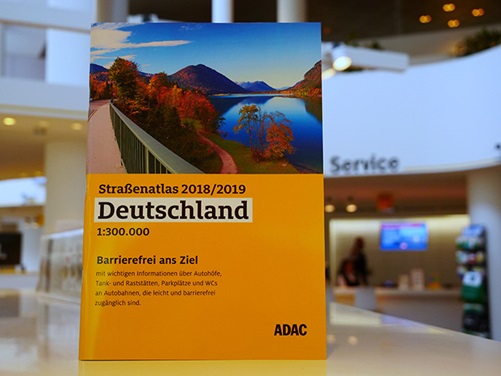 Service
Straßenatlas 2018/2019
Deutschland
1:300.000
Barrierefrei ans Ziel
mit wichtigen Informationen über Autohöfe,
Tank- und Raststätten, Parkplätze und WCs
an Autobahnen, die leicht und barrierefrei
zugänglich sind.
ADAC